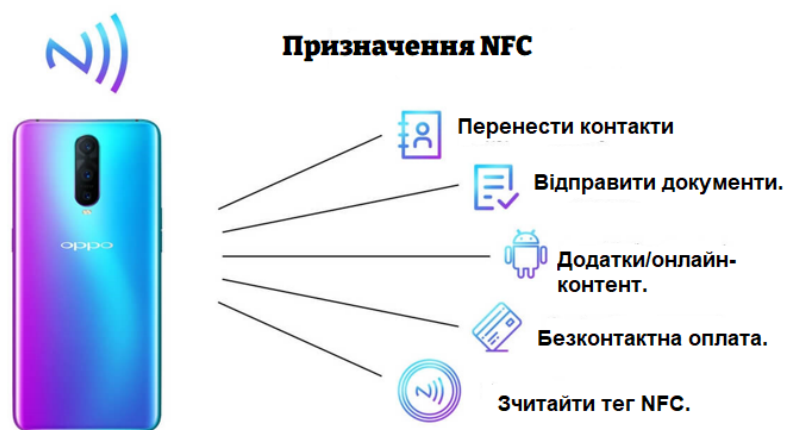 Призначення NFC
Перенести контакти
Відправити документи.
oppo
Додатки/онлайн-
контент.
Безконтактна оплата.
Зчитайти тег NFC.